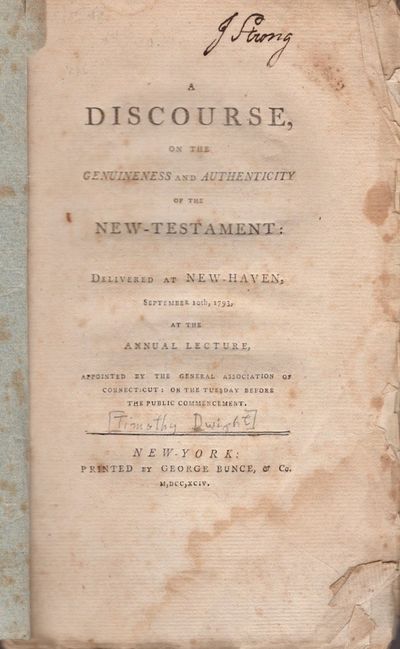 J Strong
A
DISCOURSE,
ON THE
GENUINENESS AND AUTHENTICITY
OF THE
NEW-TESTAMENT:
DELIVERED AT NEW-HAVEN,
SEPTEMBER 10th, 1793,
AT THE
ANNUAL LECTURE,
APPOINTED BY THE GENERAL ASSOCIATION OF
CONNECTICUT: ON THE TUESDAY BEFORE
THE PUBLIC COMMENCEMENT.
[Timothy Dwight]
NEW-YORK:
PRINTED BY GEORGE BUNCE, & Co.
M,DCC,XCIV.